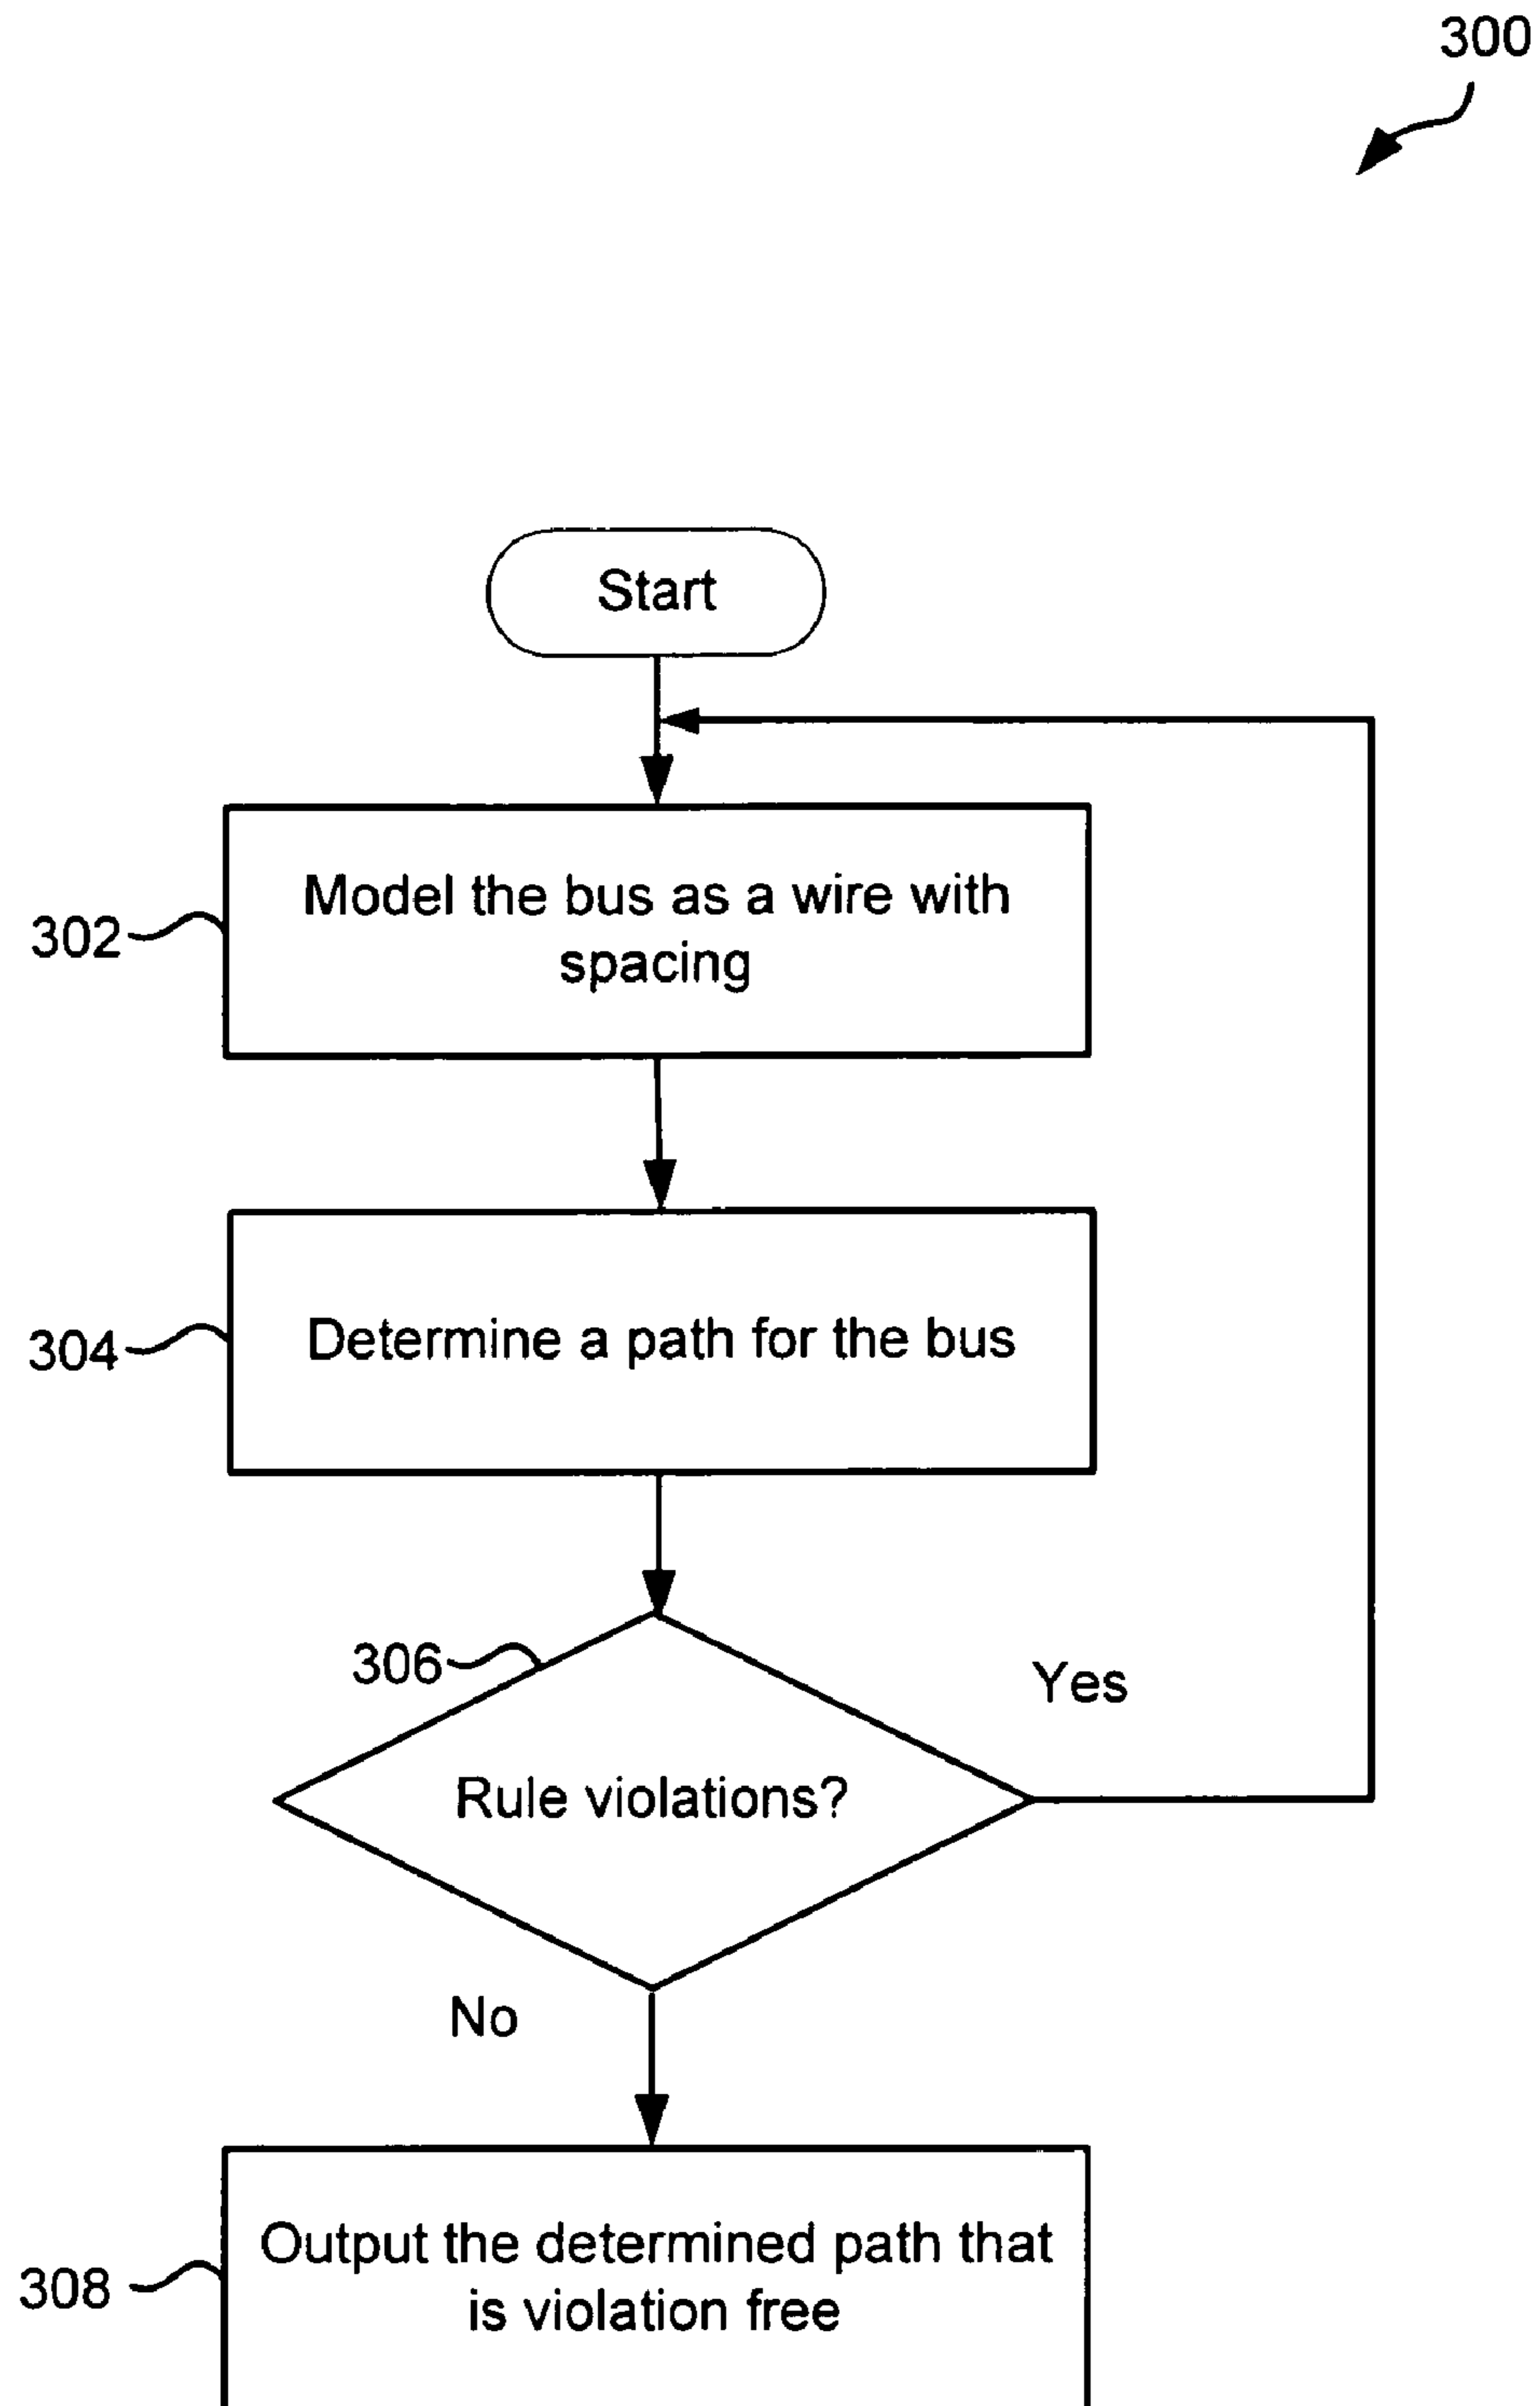 300
Start
Model the bus as a wire with
spacing
302
Determine a path for the bus
304
306
Yes
Rule violations?
No
Output the determined path that
is violation free
308